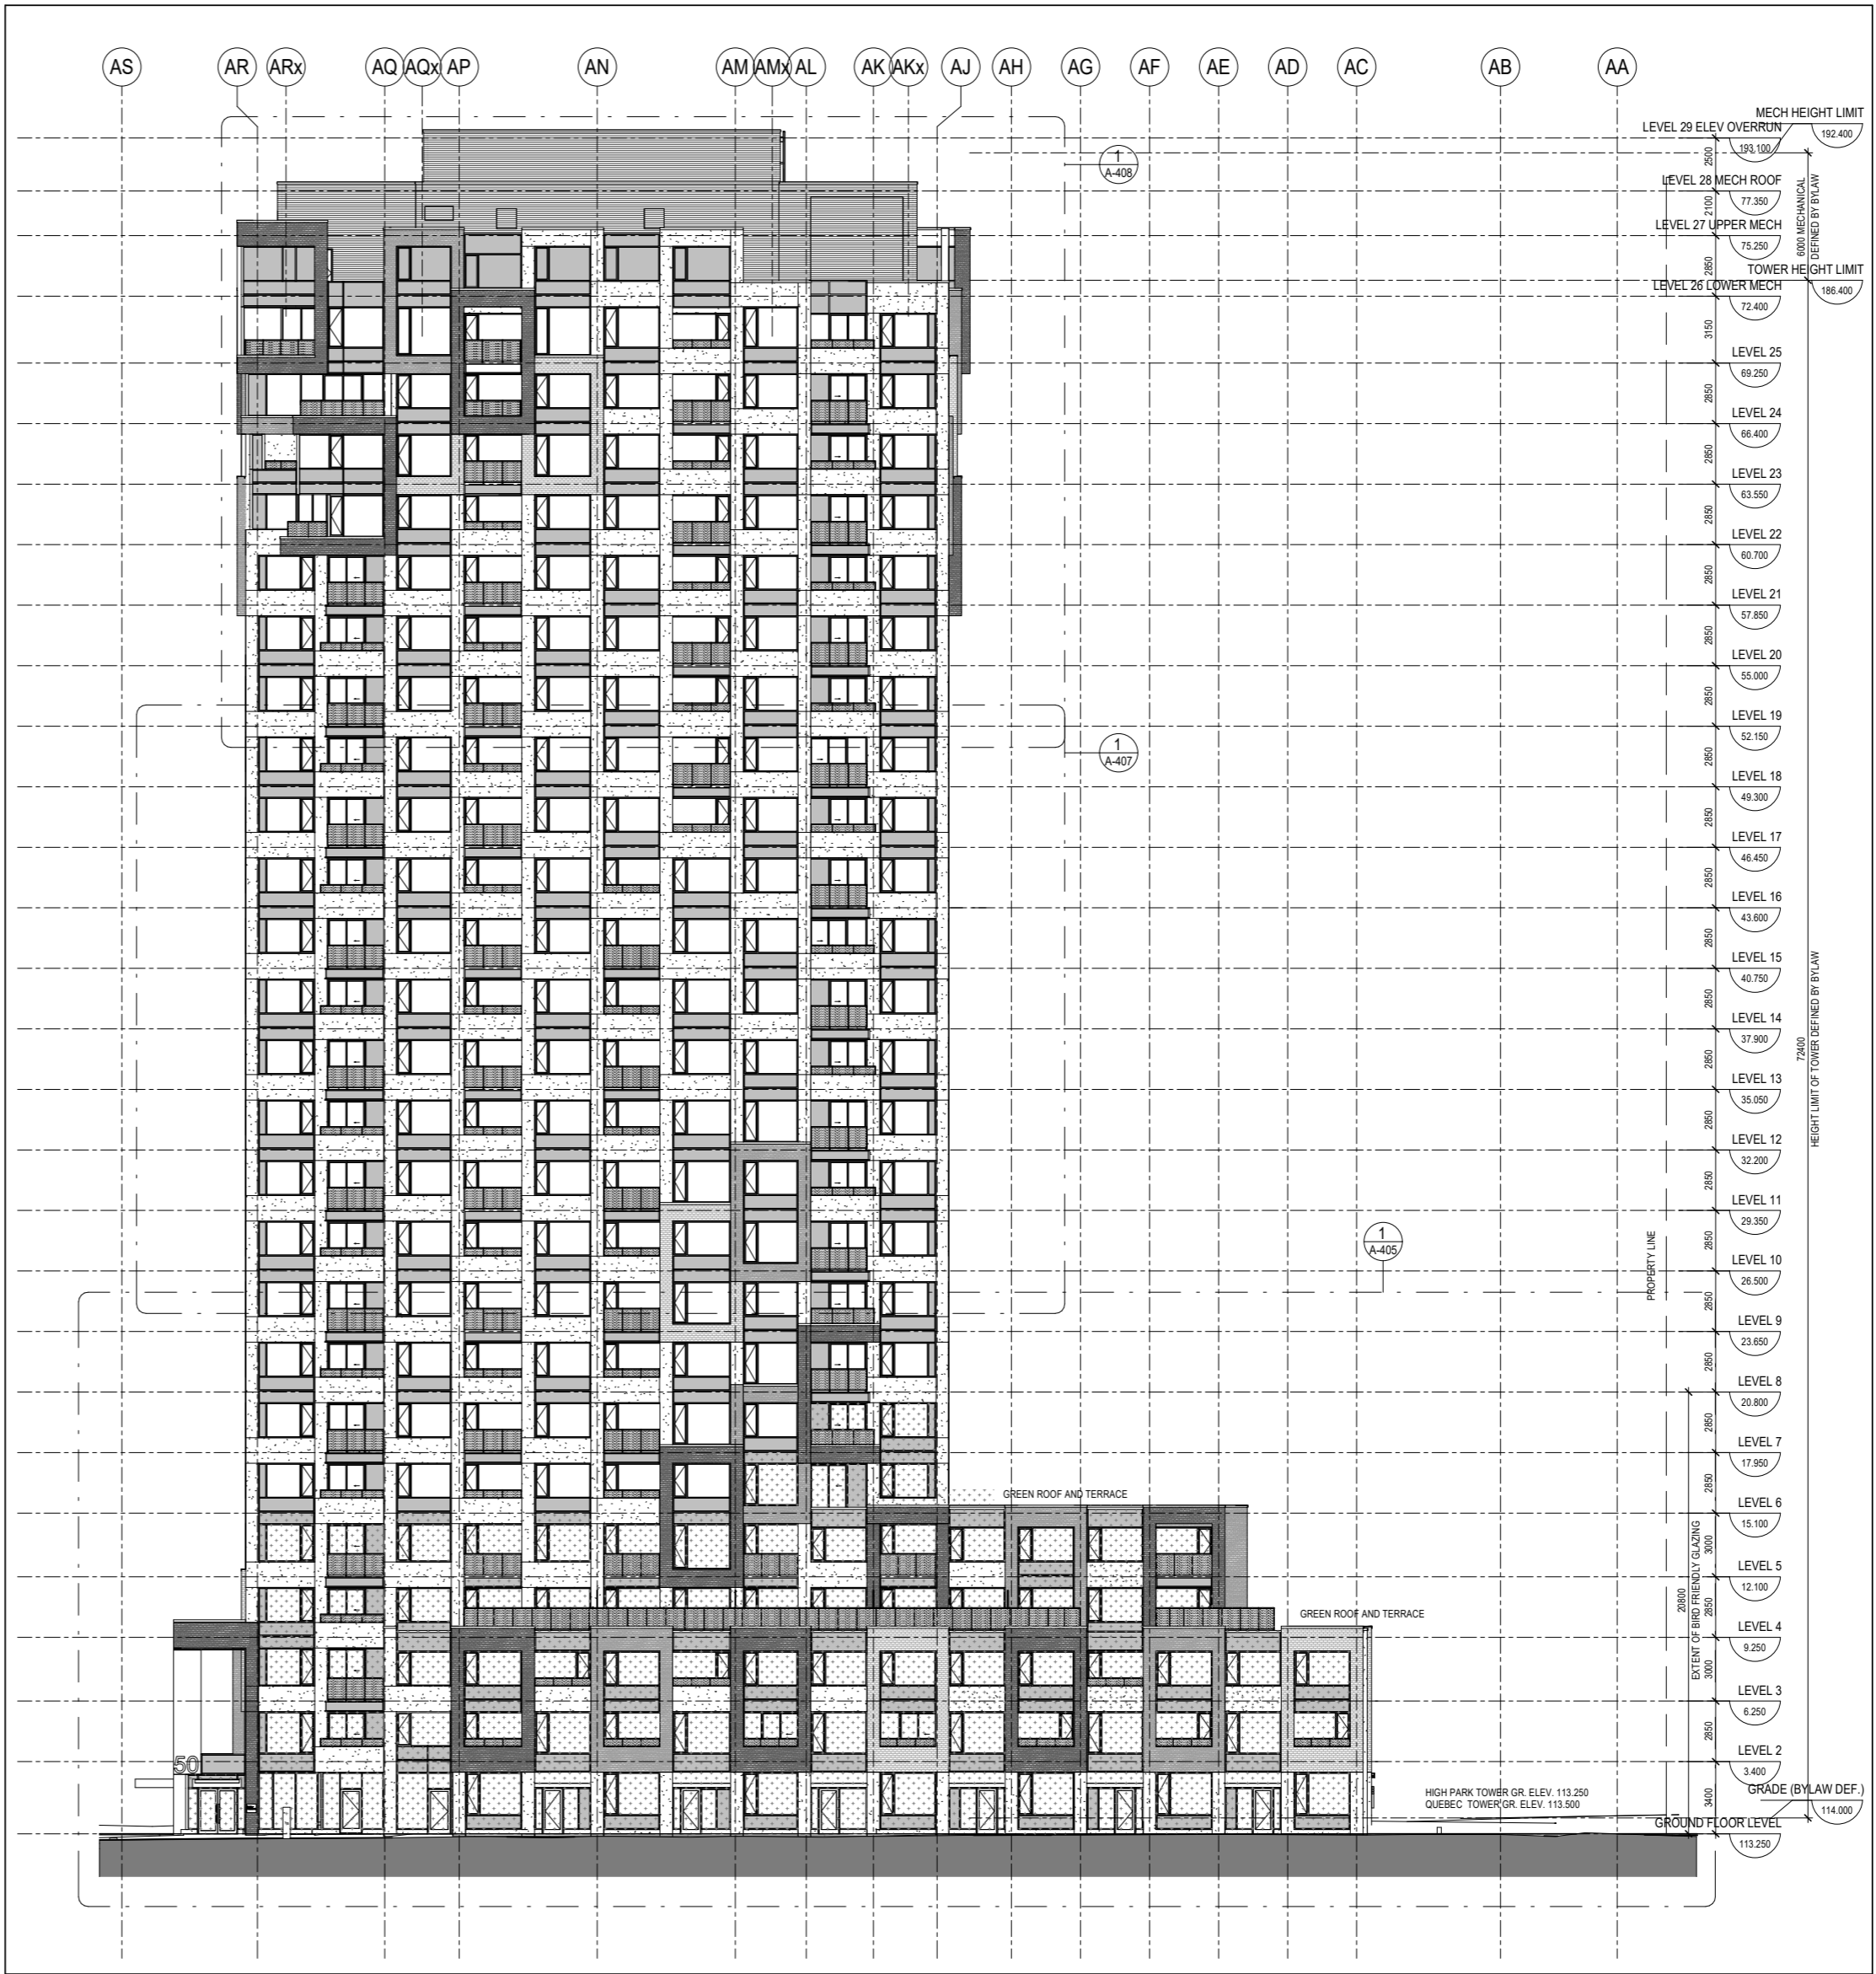 AS AR ARx AQ AQx AP AN AM AMx AL AK AKx AJ AH AG AF AE AD AC AB AA
MECH HEIGHT LIMIT
192.400
LEVEL 29 ELEV OVERRUN
193.100
2500
1
A-408
LEVEL 28 MECH ROOF
77.350
2100
6000 MECHANICAL
DEFINED BY BYLAW
LEVEL 27 UPPER MECH
75.250
2850
TOWER HEIGHT LIMIT
186.400
LEVEL 26 LOWER MECH
72.400
3150
LEVEL 25
69.250
2850
LEVEL 24
66.400
2850
LEVEL 23
63.550
2850
LEVEL 22
60.700
2850
LEVEL 21
57.850
2850
LEVEL 20
55.000
2850
LEVEL 19
52.150
1
A-407
2850
LEVEL 18
49.300
2850
LEVEL 17
46.450
2850
LEVEL 16
43.600
2850
LEVEL 15
40.750
2850
LEVEL 14
37.900
72400
HEIGHT LIMIT OF TOWER DEFINED BY BYLAW
2850
LEVEL 13
35.050
2850
LEVEL 12
32.200
2850
LEVEL 11
29.350
1
A-405
PROPERTY LINE
2850
LEVEL 10
26.500
2850
LEVEL 9
23.650
2850
LEVEL 8
20.800
2850
LEVEL 7
17.950
2850
GREEN ROOF AND TERRACE
LEVEL 6
15.100
20800
EXTENT OF BIRD FRIENDLY GLAZING
3000
LEVEL 5
12.100
2850
GREEN ROOF AND TERRACE
LEVEL 4
9.250
3000
LEVEL 3
6.250
2850
50
LEVEL 2
3.400
3400
HIGH PARK TOWER GR. ELEV. 113.250
QUEBEC TOWER GR. ELEV. 113.500
GRADE (BYLAW DEF.)
114.000
GROUND FLOOR LEVEL
113.250